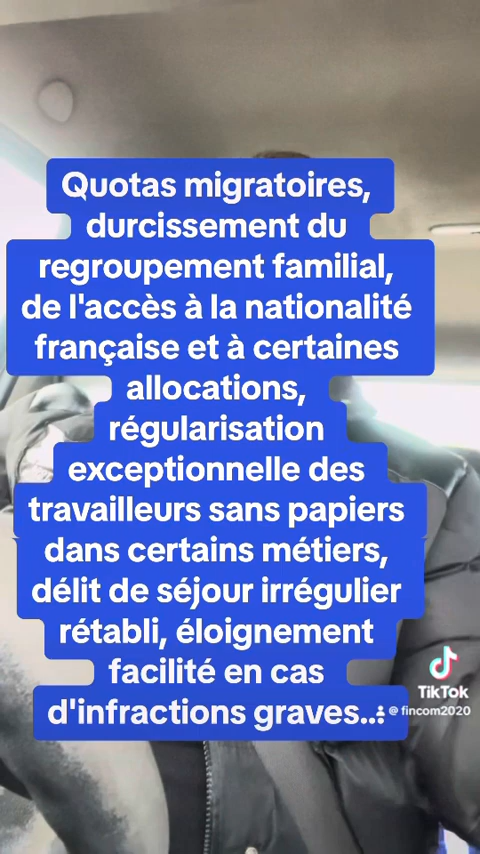 Quotas migratoires,
durcissement du
regroupement familial,
de l'accès à la nationalité
française et à certaines
allocations,
régularisation
exceptionnelle des
travailleurs sans papiers
dans certains métiers,
délit de séjour irrégulier
rétabli, éloignement
facilité en cas
d'infractions graves...
TikTok
@ fincom2020